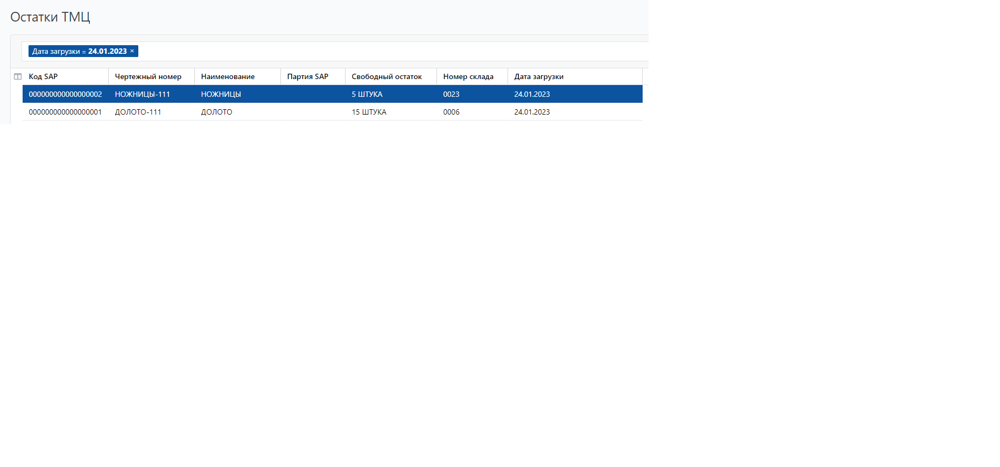 Остатки ТМЦ
Дата загрузки = 24.01.2023 ×
Код SAP Чертежный номер Наименование Партия SAP Свободный остаток Номер склада Дата загрузки
000000000000000002 НОЖНИЦЫ-111 НОЖНИЦЫ 5 ШТУКА 0023 24.01.2023
000000000000000001 ДОЛОТО-111 ДОЛОТО 15 ШТУКА 0006 24.01.2023